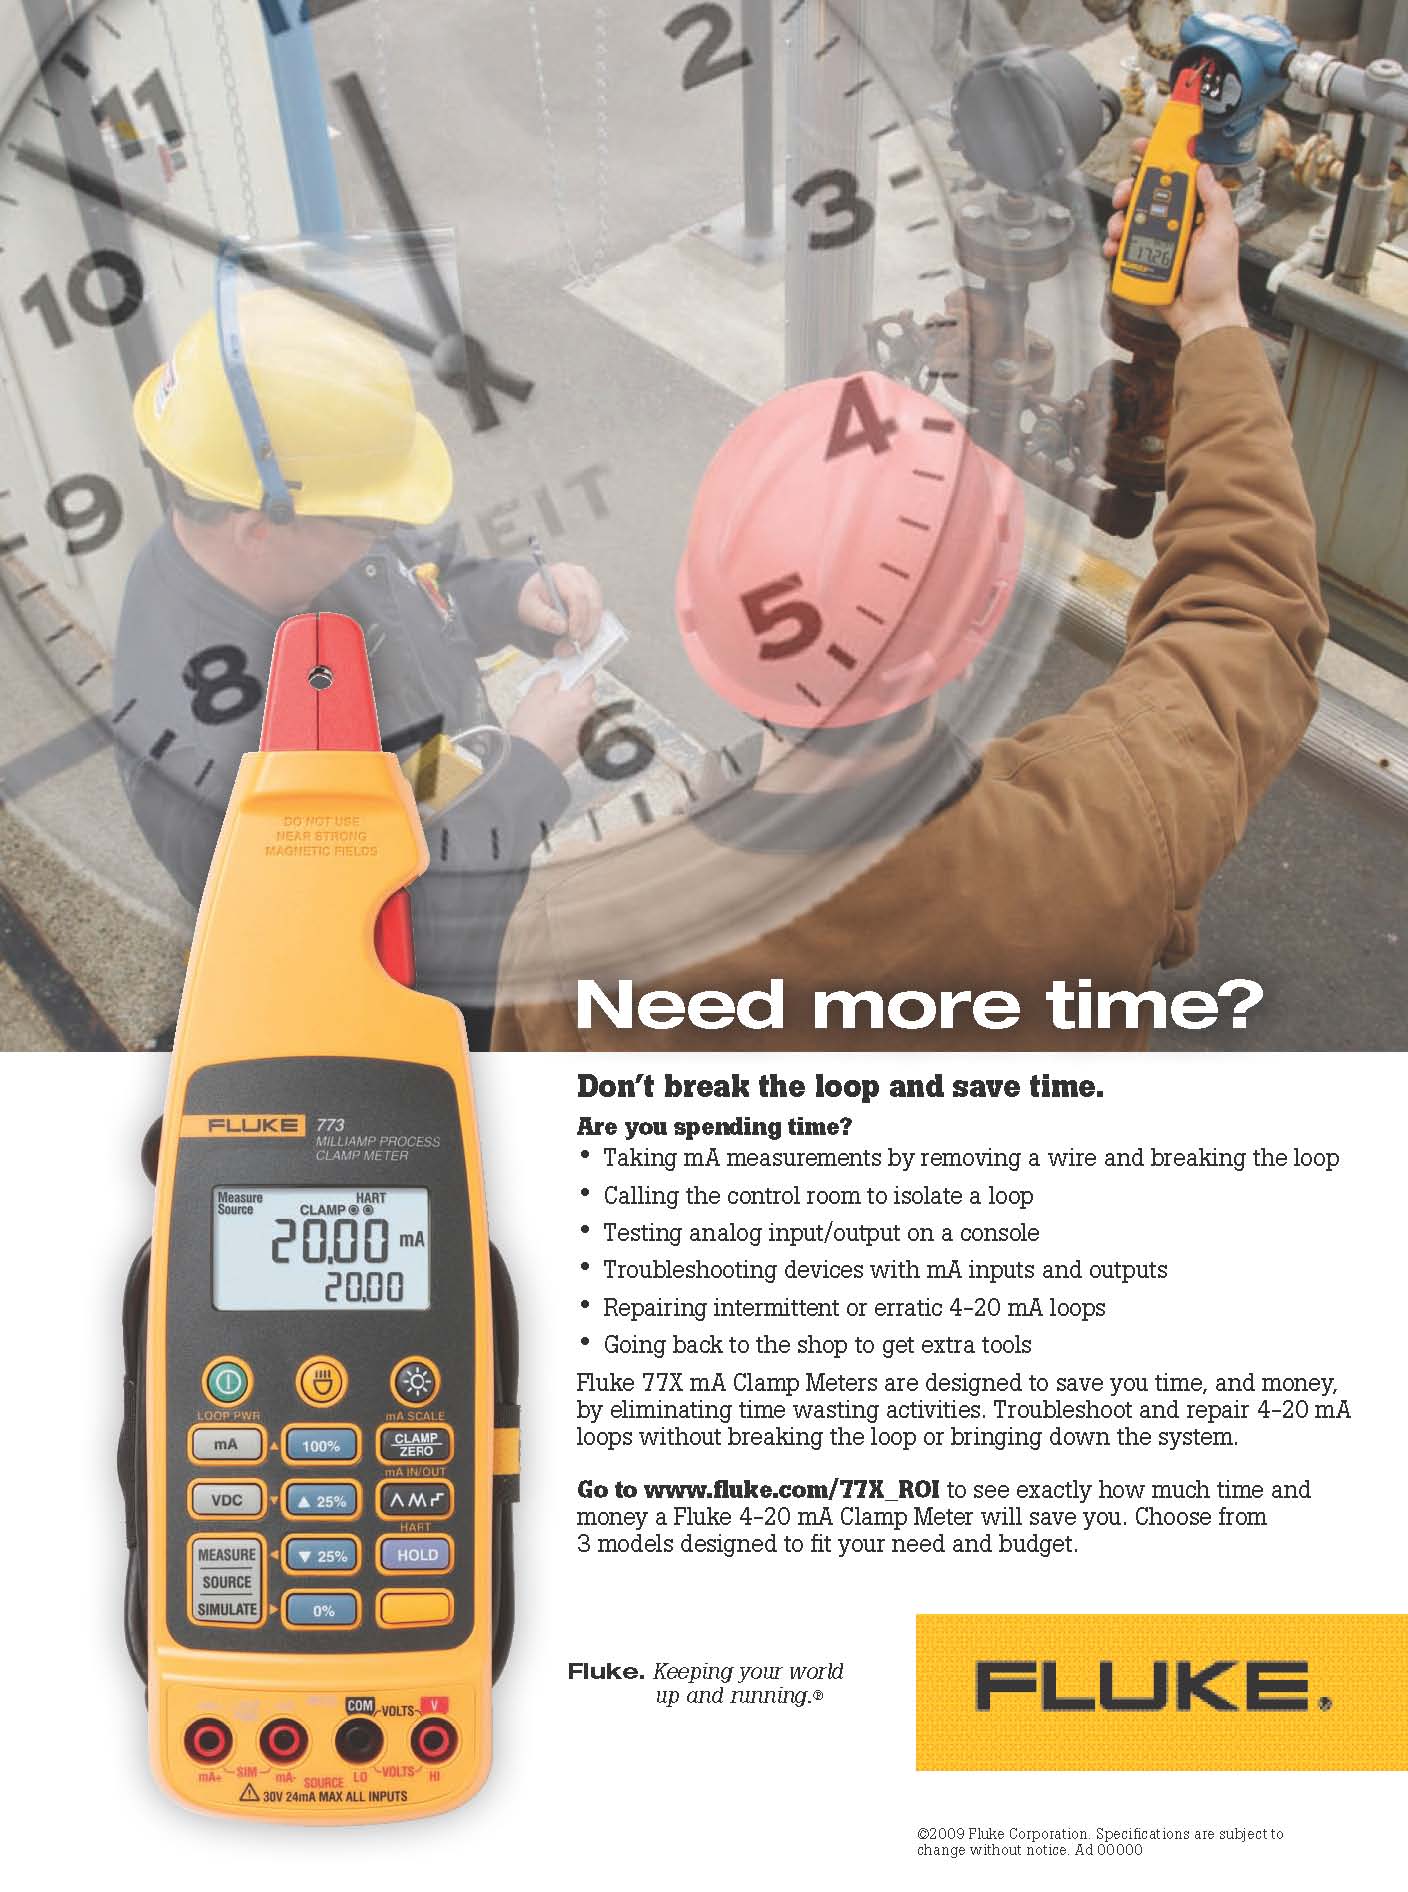 11
2
10
3
17.26
4
9
ZEIT
5
8
6
7
DO NOT USE
NEAR STRONG
MAGNETIC FIELDS
Need more time?
Don't break the loop and save time.
Are you spending time?
• Taking mA measurements by removing a wire and breaking the loop
• Calling the control room to isolate a loop
• Testing analog input/output on a console
• Troubleshooting devices with mA inputs and outputs
• Repairing intermittent or erratic 4–20 mA loops
• Going back to the shop to get extra tools
Fluke 77X mA Clamp Meters are designed to save you time, and money,
by eliminating time wasting activities. Troubleshoot and repair 4–20 mA
loops without breaking the loop or bringing down the system.
Go to www.fluke.com/77X_ROI to see exactly how much time and
money a Fluke 4–20 mA Clamp Meter will save you. Choose from
3 models designed to fit your need and budget.
FLUKE 773
MILLIAMP PROCESS
CLAMP METER
Measure HART
Source CLAMP
20.00 mA
20.00
LOOP PWR mA SCALE
mA 100% CLAMP
ZERO
mA IN/OUT
VDC ▲ 25%
HART
MEASURE ▼ 25% HOLD
SOURCE
SIMULATE 0%
COM VOLTS V
mA+ SIM mA- SOURCE LO VOLTS HI
30V 24mA MAX ALL INPUTS
Fluke. Keeping your world
up and running.®
FLUKE®
©2009 Fluke Corporation. Specifications are subject to
change without notice. Ad 00000